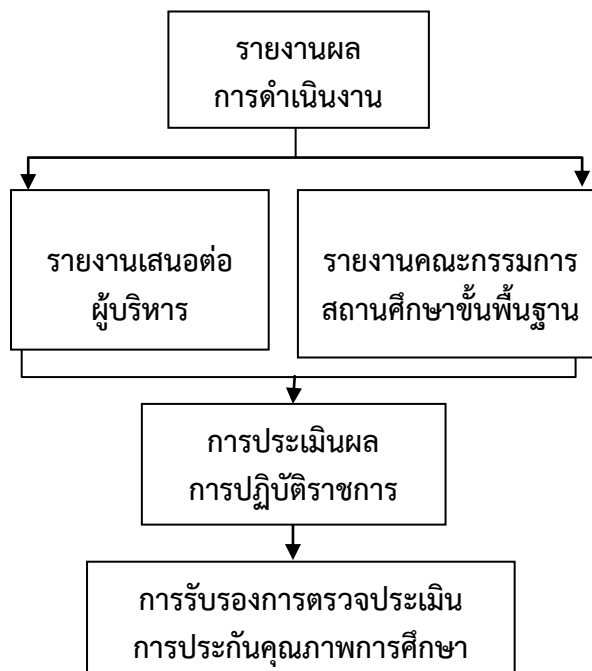 รายงานผล
การดำเนินงาน
รายงานเสนอต่อ
ผู้บริหาร
รายงานคณะกรรมการ
สถานศึกษาขั้นพื้นฐาน
การประเมินผล
การปฏิบัติราชการ
การรับรองการตรวจประเมิน
การประกันคุณภาพการศึกษา